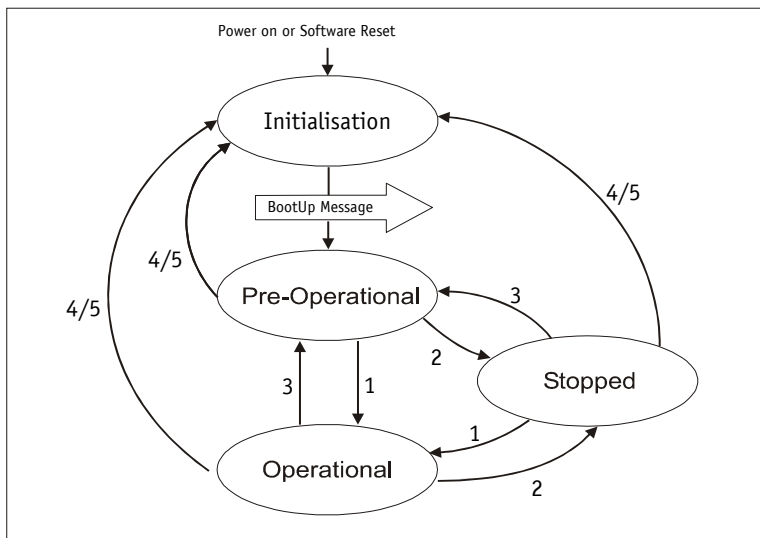 Power on or Software Reset
Initialisation
BootUp Message
4/5
4/5
4/5
Pre-Operational
3
2
3
1
Stopped
1
Operational
2